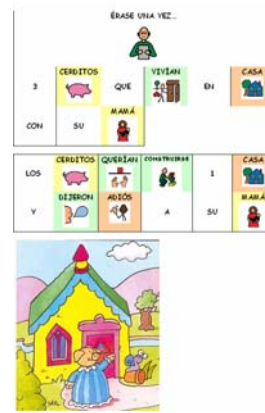 ÉRASE UNA VEZ...
3 CERDITOS QUE VIVÍAN EN CASA
CON SU MAMÁ
LOS CERDITOS QUERÍAN CONSTRUIRSE 1 CASA
Y DIJERON ADIÓS A SU MAMÁ